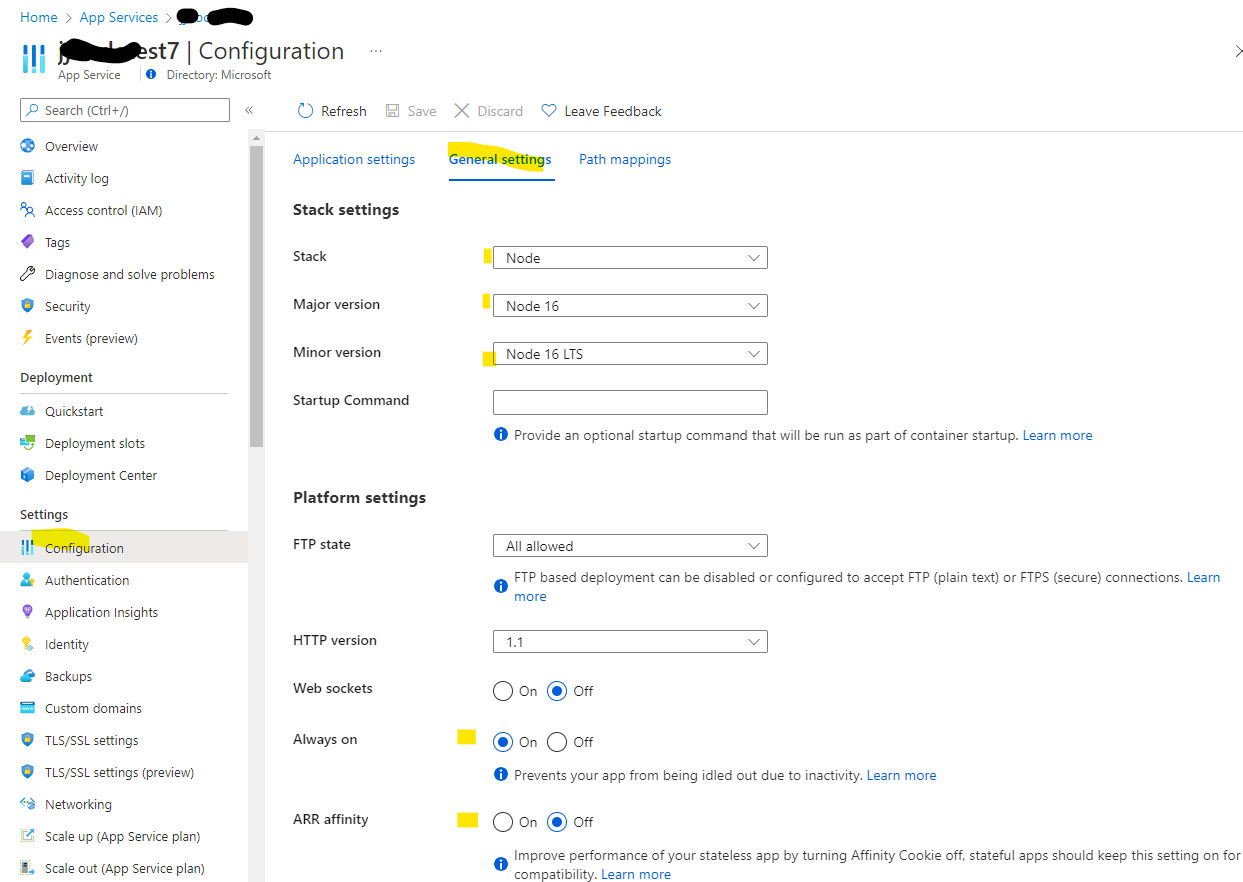 Home > App Services >
est7 | Configuration ...
App Service | Directory: Microsoft
Search (Ctrl+/) «
Refresh Save Discard Leave Feedback
Overview
Activity log
Access control (IAM)
Tags
Diagnose and solve problems
Security
Events (preview)
Deployment
Quickstart
Deployment slots
Deployment Center
Settings
Configuration
Authentication
Application Insights
Identity
Backups
Custom domains
TLS/SSL settings
TLS/SSL settings (preview)
Networking
Scale up (App Service plan)
Scale out (App Service plan)
Application settings General settings Path mappings
Stack settings
Stack Node
Major version Node 16
Minor version Node 16 LTS
Startup Command
Provide an optional startup command that will be run as part of container startup. Learn more
Platform settings
FTP state All allowed
FTP based deployment can be disabled or configured to accept FTP (plain text) or FTPS (secure) connections. Learn
more
HTTP version 1.1
Web sockets On Off
Always on On Off
Prevents your app from being idled out due to inactivity. Learn more
ARR affinity On Off
Improve performance of your stateless app by turning Affinity Cookie off, stateful apps should keep this setting on for
compatibility. Learn more